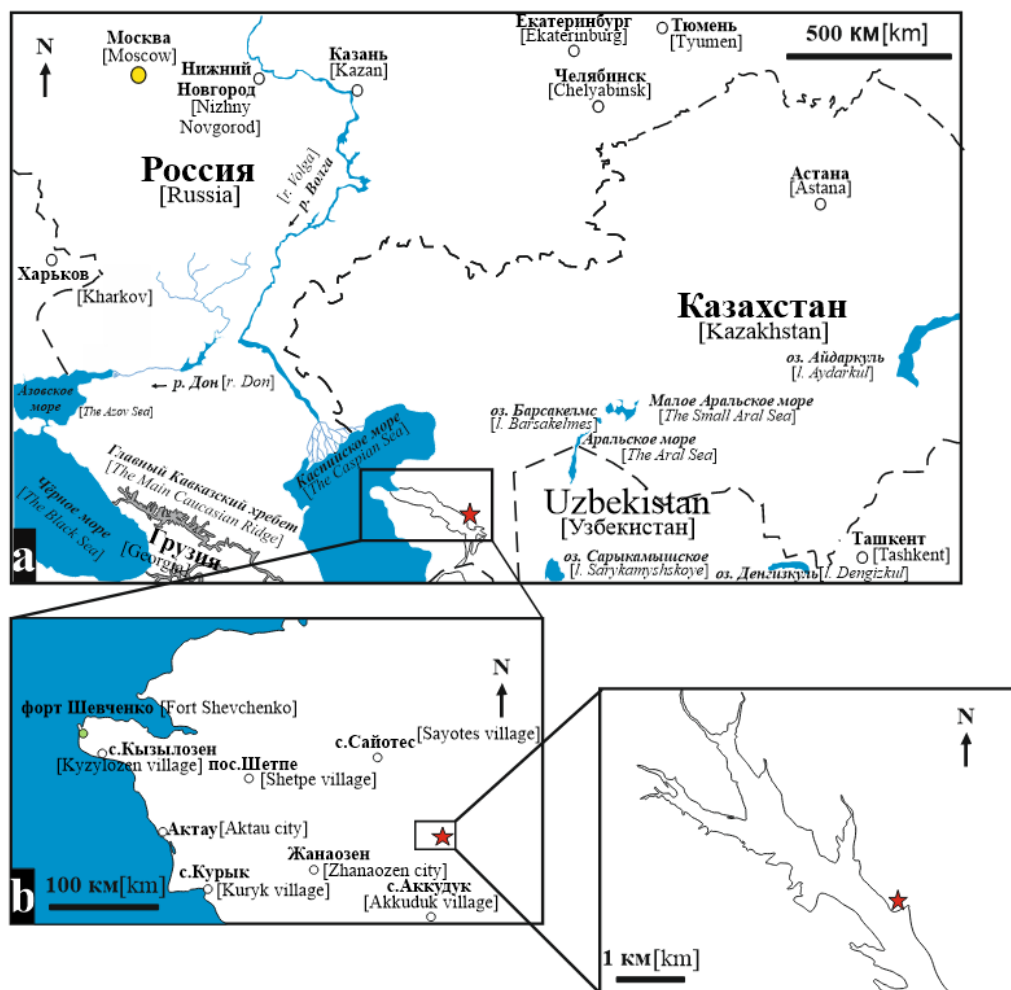 N
Москва
[Moscow]
Нижний
Новгород
[Nizhny
Novgorod]
Казань
[Kazan]
Екатеринбург
[Ekaterinburg]
Тюмень
[Tyumen]
Челябинск
[Chelyabinsk]
500 км[km]
Россия
[Russia]
[r. Volga]
р. Волга
Астана
[Astana]
Харьков
[Kharkov]
Казахстан
[Kazakhstan]
оз. Айдаркуль
[l. Aydarkul]
р. Дон [r. Don]
Азовское
море
[The Azov Sea]
оз. Барсакелмс
[l. Barsakelmes]
Малое Аральское море
[The Small Aral Sea]
Аральское море
[The Aral Sea]
Каспийское море
[The Caspian Sea]
Главный Кавказский хребет
[The Main Caucasian Ridge]
Чёрное море
[The Black Sea]
Грузия
[Georgia]
Uzbekistan
[Узбекистан]
Ташкент
[Tashkent]
оз. Сарыкамышское
[l. Sarykamyshskoye]
оз. Денгизкуль[l. Dengizkul]
a
N
форт Шевченко [Fort Shevchenko]
с.Кызылозен
[Kyzylozen village]
пос.Шетпе
[Shetpe village]
с.Сайотес
[Sayotes village]
Актау[Aktau city]
Жанаозен
[Zhanaozen city]
с.Курык
[Kuryk village]
с.Аккудук
[Akkuduk village]
100 км[km]
b
N
1 км[km]